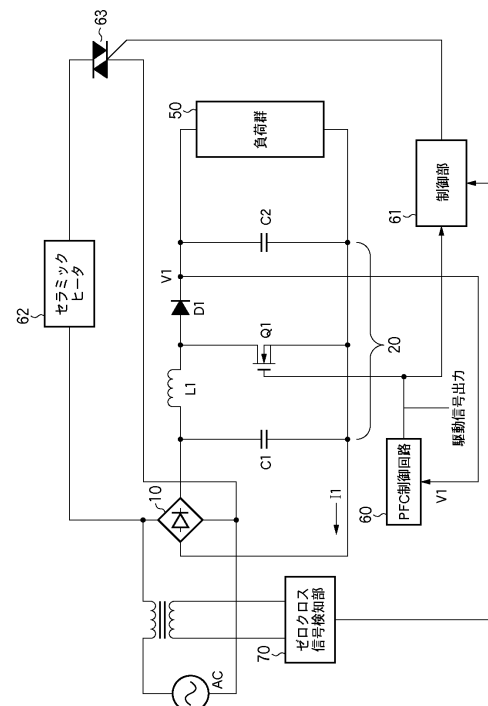 63
50
負荷群
制御部
61
62
セラミック
ヒータ
V1
D1
C2
Q1
20
L1
C1
10
I1
60
PFC制御回路
駆動信号出力
V1
70
ゼロクロス
信号検知部
AC